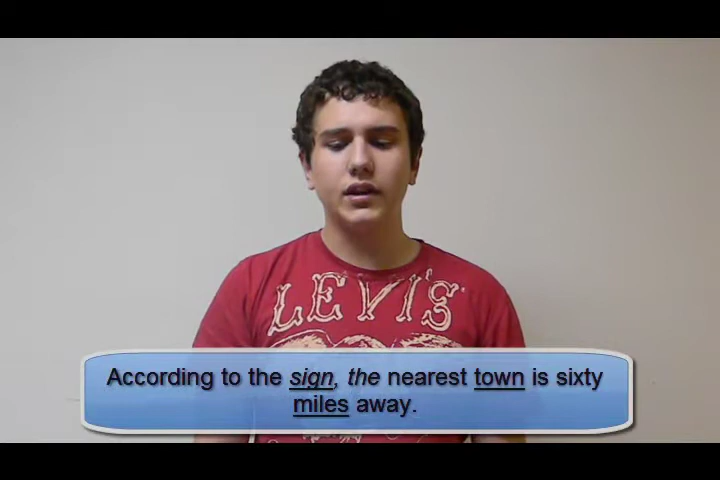 LEVI'S
According to the sign, the nearest town is sixty
miles away.